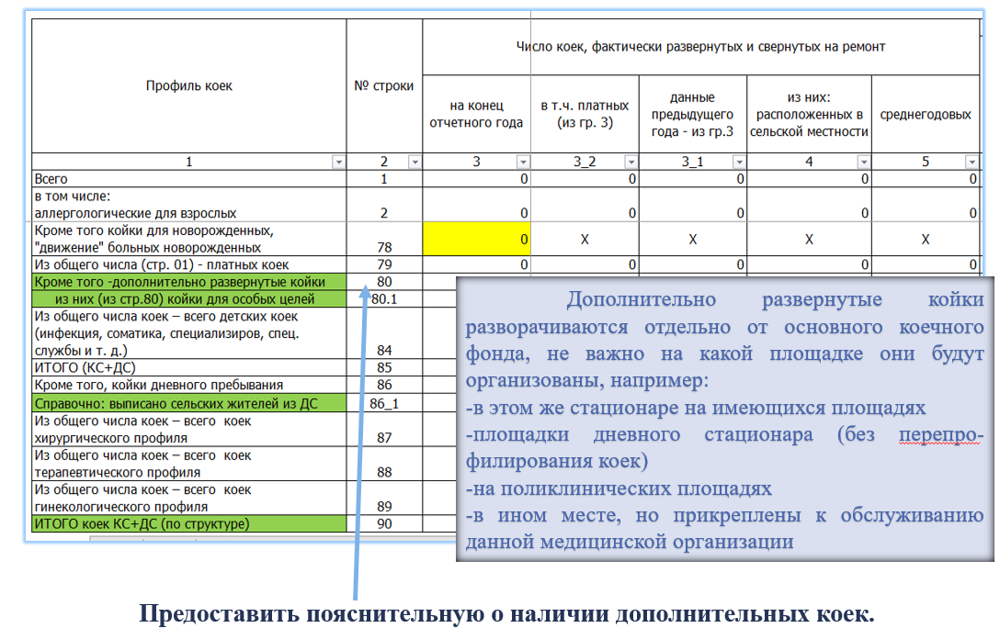 Профиль коек
№ строки
Число коек, фактически развернутых и свернутых на ремонт
на конец
отчетного года
в т.ч. платных
(из гр. 3)
данные
предыдущего
года - из гр.3
из них:
расположенных в
сельской местности
среднегодовых
1 2 3 3_2 3_1 4 5
Всего 1 0 0 0 0 0
в том числе:
аллергологические для взрослых 2 0 0 0 0 0
Кроме того койки для новорожденных,
"движение" больных новорожденных 78 0 X X X X
Из общего числа (стр. 01) - платных коек 79 0 0 0 0 0
Кроме того -дополнительно развернутые койки 80
из них (из стр.80) койки для особых целей 80.1
Из общего числа коек – всего детских коек
(инфекция, соматика, специализиров, спец.
службы и т. д.) 84
ИТОГО (КС+ДС) 85
Кроме того, койки дневного пребывания 86
Справочно: выписано сельских жителей из ДС 86_1
Из общего числа коек – всего коек
хирургического профиля 87
Из общего числа коек – всего коек
терапевтического профиля 88
Из общего числа коек – всего коек
гинекологического профиля 89
ИТОГО коек КС+ДС (по структуре) 90
Дополнительно развернутые койки
разворачиваются отдельно от основного коечного
фонда, не важно на какой площадке они будут
организованы, например:
-в этом же стационаре на имеющихся площадях
-площадки дневного стационара (без перепро-
филирования коек)
-на поликлинических площадях
-в ином месте, но прикреплены к обслуживанию
данной медицинской организации
Предоставить пояснительную о наличии дополнительных коек.